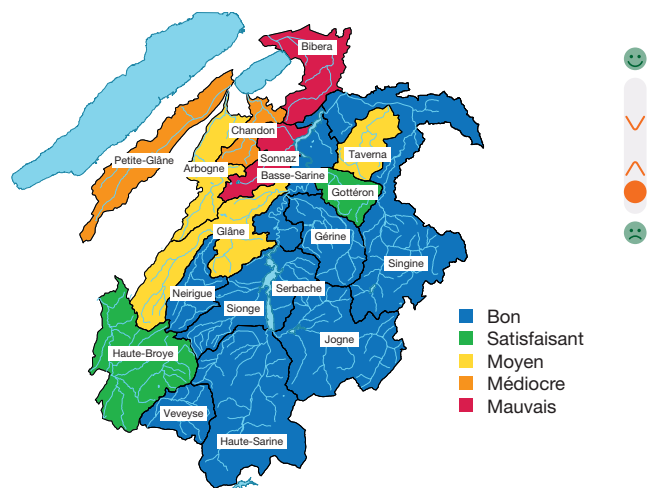 Bibera
Chandon
Petite-Glâne
Sonnaz
Taverna
Arbogne
Basse-Sarine
Gottéron
Glâne
Gérine
Singine
Neirigue
Serbache
Sionge
Jogne
Haute-Broye
Veveyse
Haute-Sarine
Bon
Satisfaisant
Moyen
Médiocre
Mauvais